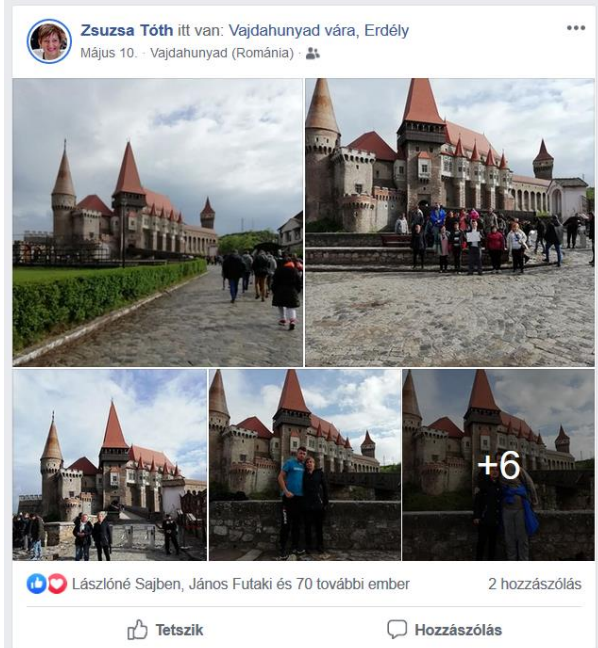 Zsuzsa Tóth itt van: Vajdahunyad vára, Erdély
Május 10. · Vajdahunyad (Románia) ·
+6
Lászlóné Sajben, János Futaki és 70 további ember
2 hozzászólás
Tetszik
Hozzászólás